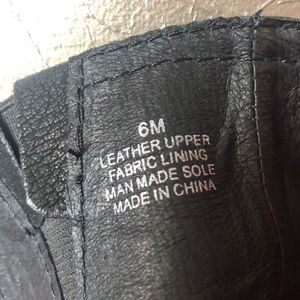 6M
LEATHER UPPER
FABRIC LINING
MAN MADE SOLE
MADE IN CHINA